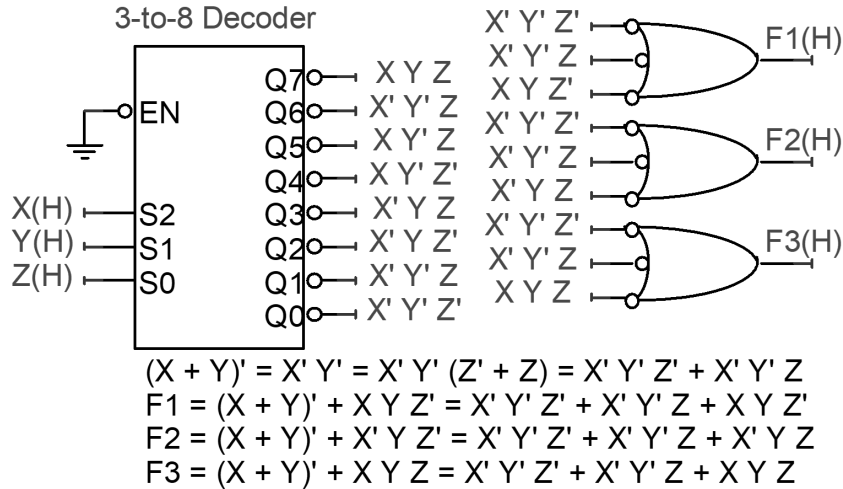 3-to-8 Decoder
EN
X(H)
Y(H)
Z(H)
S2
S1
S0
Q7 X Y Z
Q6 X' Y' Z
Q5 X Y' Z
Q4 X Y' Z'
Q3 X' Y Z
Q2 X' Y Z'
Q1 X' Y' Z
Q0 X' Y' Z'
X' Y' Z'
X' Y' Z
X Y Z'
F1(H)
X' Y' Z'
X' Y' Z
X' Y Z
F2(H)
X' Y' Z'
X' Y' Z
X Y Z
F3(H)
(X + Y)' = X' Y' = X' Y' (Z' + Z) = X' Y' Z' + X' Y' Z
F1 = (X + Y)' + X Y Z' = X' Y' Z' + X' Y' Z + X Y Z'
F2 = (X + Y)' + X' Y Z' = X' Y' Z' + X' Y' Z + X' Y Z
F3 = (X + Y)' + X Y Z = X' Y' Z' + X' Y' Z + X Y Z